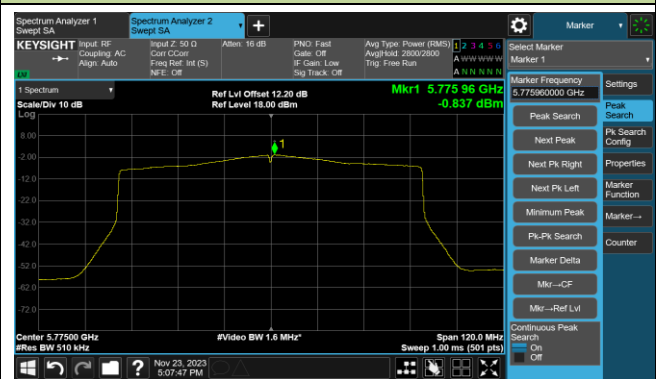 Spectrum Analyzer 1
Swept SA
Spectrum Analyzer 2
Swept SA
Marker
KEYSIGHT
Input: RF
Coupling: AC
Align: Auto
Input Z: 50 Ω
Corr CCorr
Freq Ref: Int (S)
NFE: Off
Atten: 16 dB
PNO: Fast
Gate: Off
IF Gain: Low
Sig Track: Off
Avg Type: Power (RMS)
Avg|Hold: 2800/2800
Trig: Free Run
1 2 3 4 5 6
A W W W W W
A N N N N N
LXI
1 Spectrum
Scale/Div 10 dB
Log
Ref Lvl Offset 12.20 dB
Ref Level 18.00 dBm
Mkr1 5.775 96 GHz
-0.837 dBm
1
8.00
-2.00
-12.0
-22.0
-32.0
-42.0
-52.0
-62.0
-72.0
Center 5.77500 GHz
#Res BW 510 kHz
#Video BW 1.6 MHz*
Span 120.0 MHz
Sweep 1.00 ms (501 pts)
Select Marker
Marker 1
Marker Frequency
5.775960000 GHz
Peak Search
Next Peak
Next Pk Right
Next Pk Left
Minimum Peak
Pk-Pk Search
Marker Delta
Mkr→CF
Mkr→Ref Lvl
Continuous Peak
Search
On
Off
Settings
Peak
Search
Pk Search
Config
Properties
Marker
Function
Marker→
Counter
?
Nov 23, 2023
5:07:47 PM